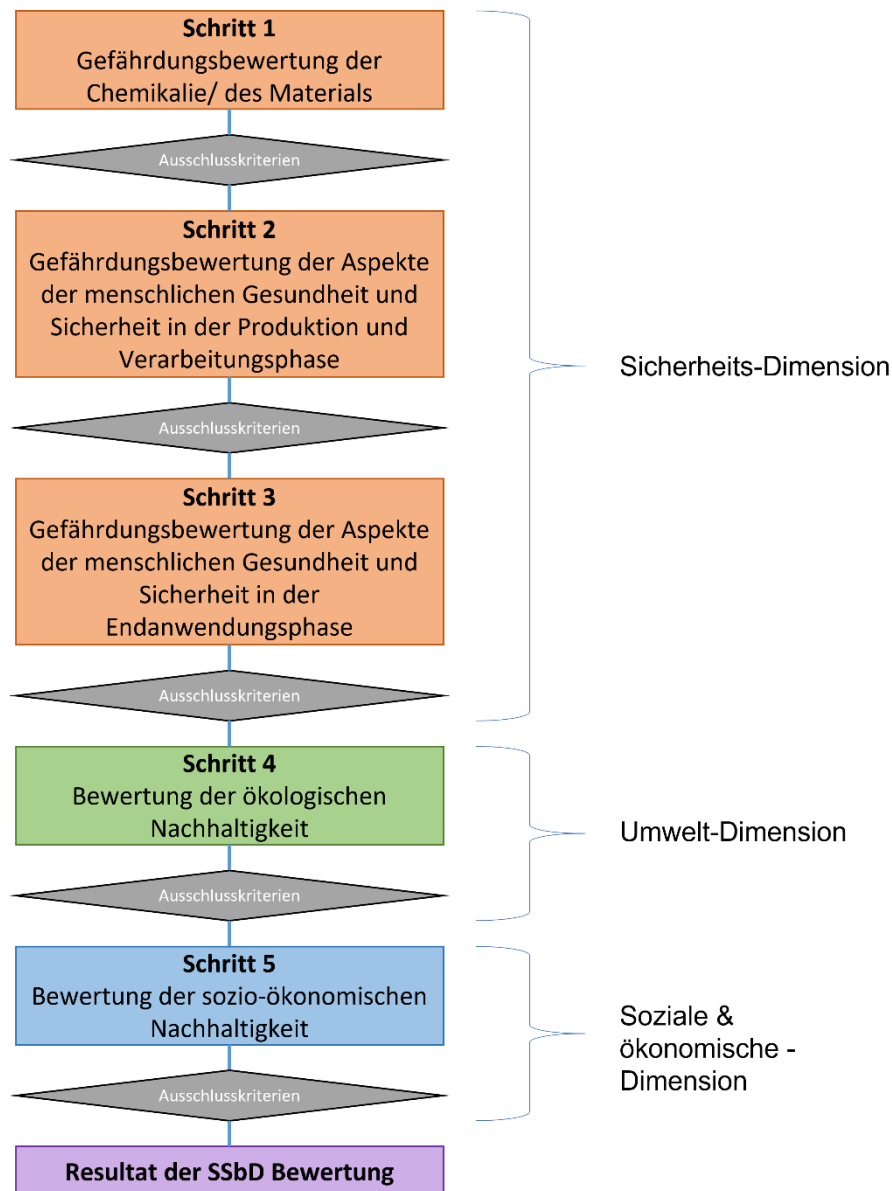 Schritt 1
Gefährdungsbewertung der
Chemikalie/ des Materials
Ausschlusskriterien
Schritt 2
Gefährdungsbewertung der Aspekte
der menschlichen Gesundheit und
Sicherheit in der Produktion und
Verarbeitungsphase
Ausschlusskriterien
Schritt 3
Gefährdungsbewertung der Aspekte
der menschlichen Gesundheit und
Sicherheit in der
Endanwendungsphase
Ausschlusskriterien
Sicherheits-Dimension
Schritt 4
Bewertung der ökologischen
Nachhaltigkeit
Ausschlusskriterien
Umwelt-Dimension
Schritt 5
Bewertung der sozio-ökonomischen
Nachhaltigkeit
Ausschlusskriterien
Soziale &
ökonomische -
Dimension
Resultat der SSbD Bewertung